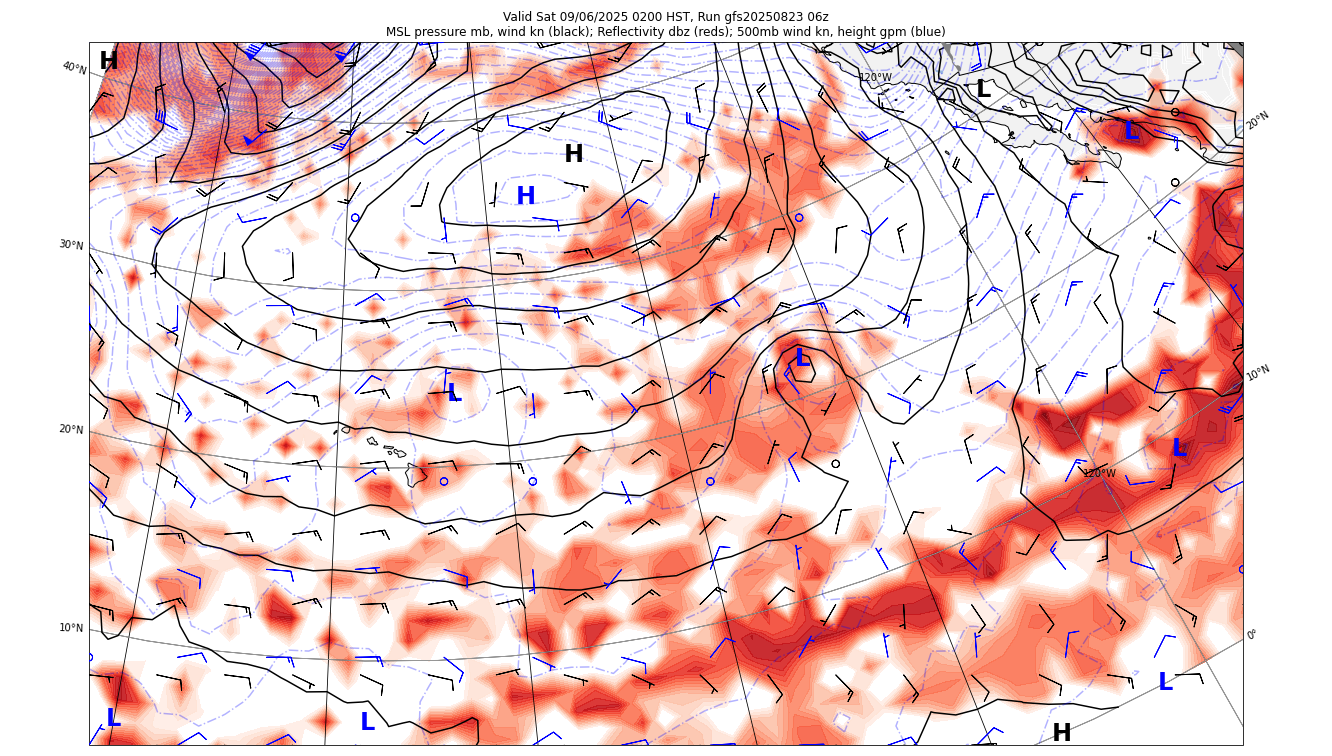 Valid Sat 09/06/2025 0200 HST, Run gfs20250823 06z
MSL pressure mb, wind kn (black); Reflectivity dbz (reds); 500mb wind kn, height gpm (blue)
H
40°N
120°W
L
20°N
L
H
H
30°N
L
10°N
L
20°N
L
120°W
10°N
0°
L
L
L
H